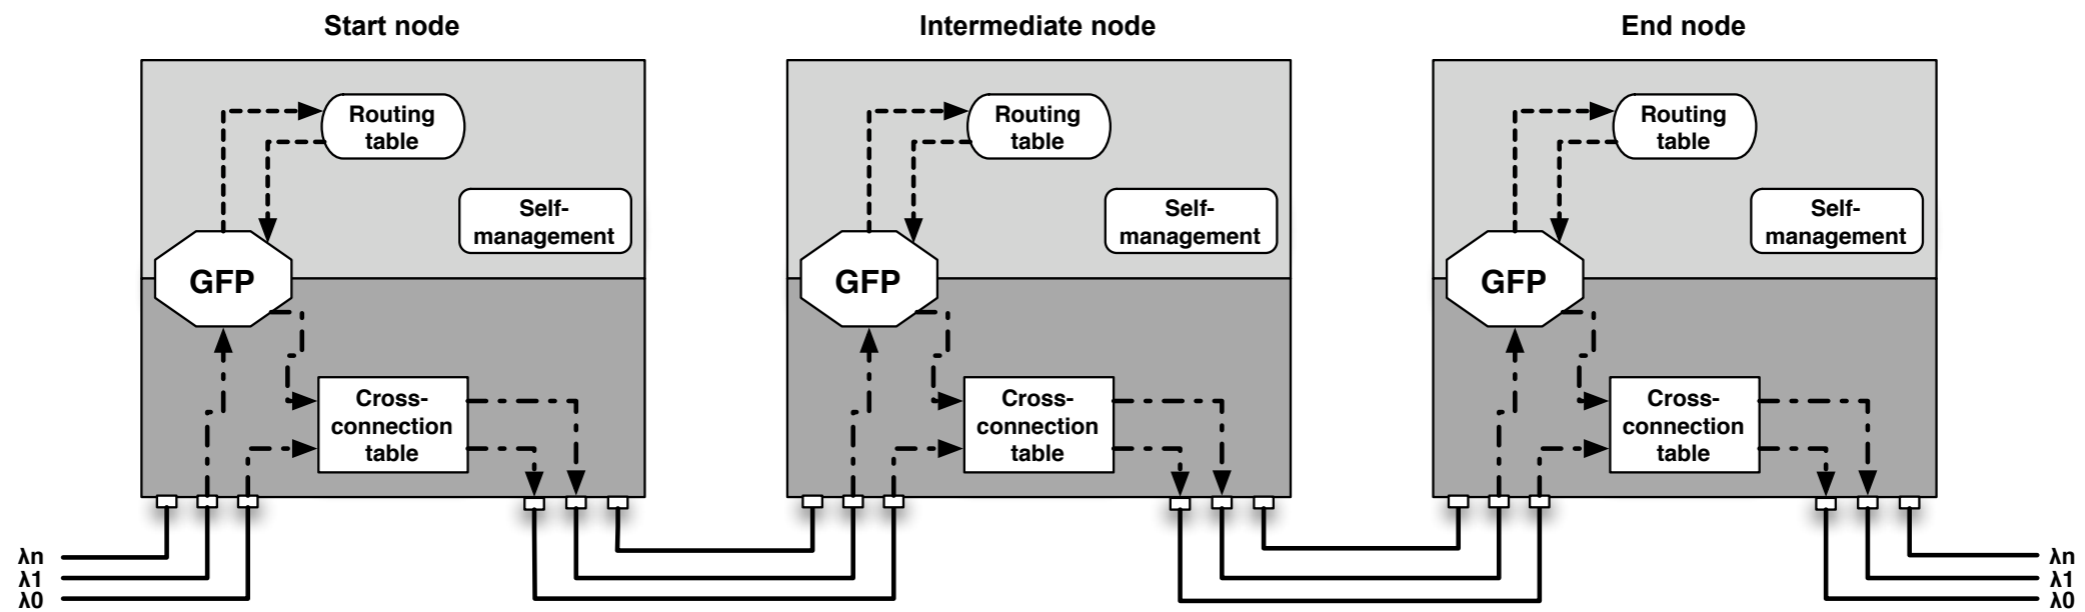 Start node
Intermediate node
End node
Routing
table
Routing
table
Routing
table
Self-
management
Self-
management
Self-
management
GFP
GFP
GFP
Cross-
connection
table
Cross-
connection
table
Cross-
connection
table
λn
λ1
λ0
λn
λ1
λ0